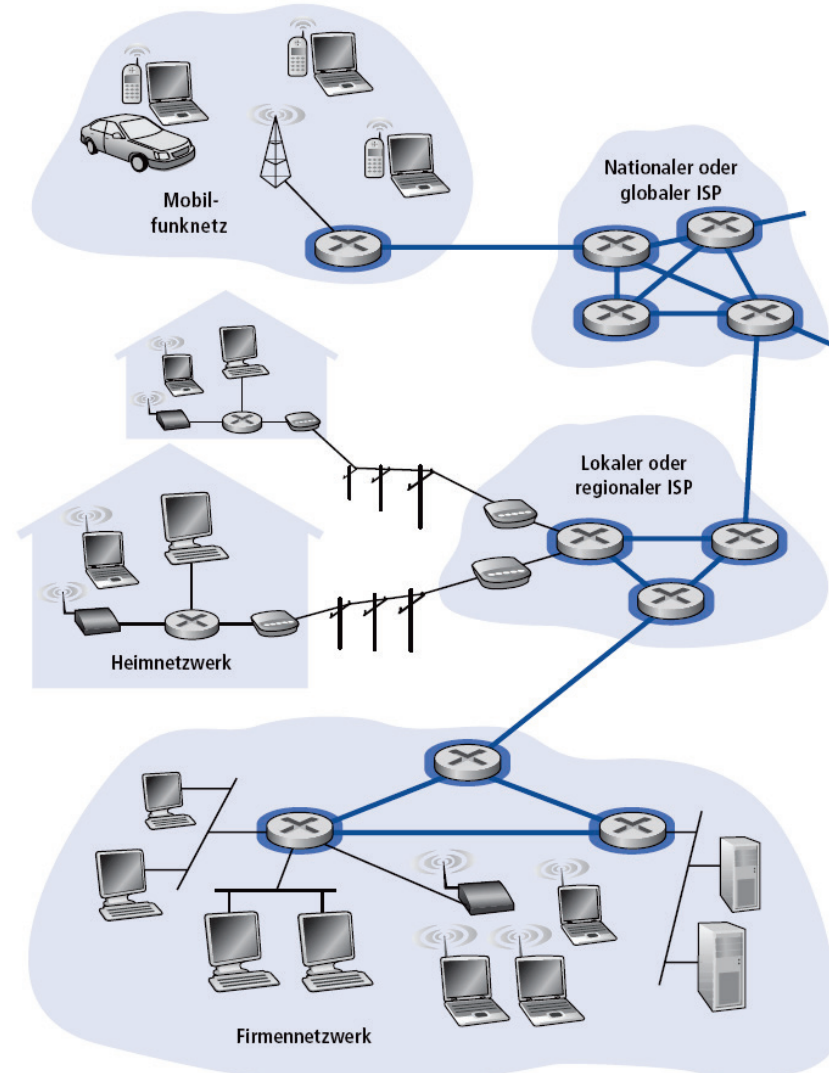 Mobil-
funknetz
Nationaler oder
globaler ISP
Lokaler oder
regionaler ISP
Heimnetzwerk
Firmennetzwerk